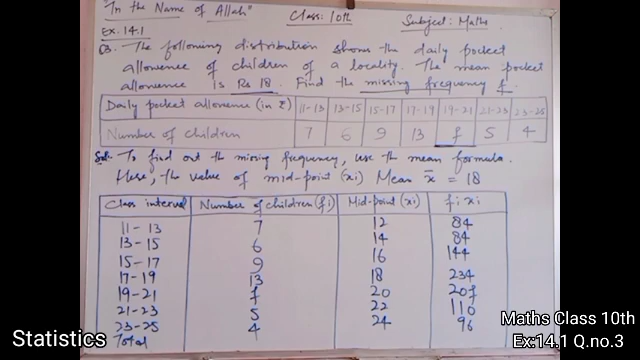 "In the Name of Allah"
Class: 10th
Subject: Maths
Ex: 14.1
Q3. The following distribution shows the daily pocket
allowence of children of a locality. The mean pocket
allowence is Rs 18. Find the missing frequency f.
Daily pocket allowence (in ₹) 11-13 13-15 15-17 17-19 19-21 21-23 23-25
Number of children 7 6 9 13 f 5 4
Sol: To find out the missing frequency, use the mean formula.
Here, the value of mid-point (xi) Mean x̄ = 18
Class interval Number of children (fi) Mid-Point (xi) fi xi
11-13 7 12 84
13-15 6 14 84
15-17 9 16 144
17-19 13 18 234
19-21 f 20 20f
21-23 5 22 110
23-25 4 24 96
Total
Statistics
Maths Class 10th
Ex:14.1 Q.no.3